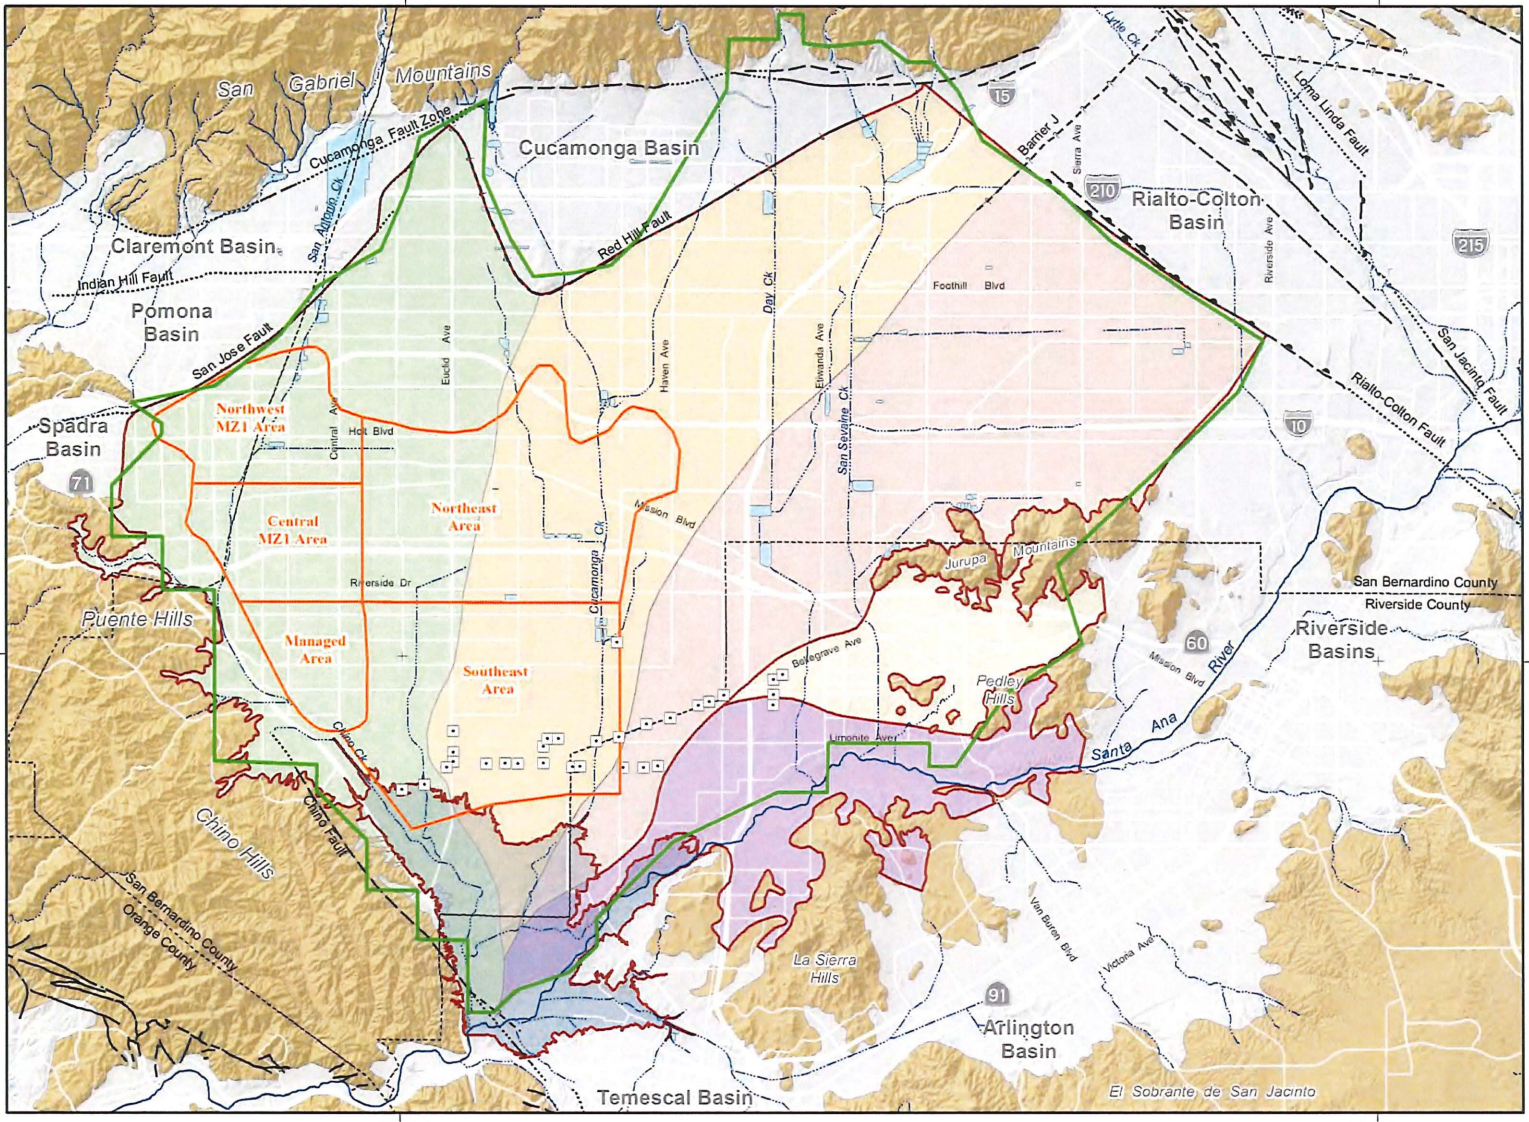 San Gabriel Mountains
Lytle Ck
Loma Linda Fault
15
Cucamonga Fault Zone
Cucamonga Basin
Barrier J
Sierra Ave
210
Rialto-Colton
Basin
San Antonio Ck
Red Hill Fault
Riverside Ave
215
Claremont Basin
Indian Hill Fault
Day Ck
Foothill Blvd
Pomona
Basin
San Jose Fault
Euclid Ave
Haven Ave
Etiwanda Ave
San Sevaine Ck
San Jacinto Fault
Rialto-Colton Fault
Northwest
MZ1 Area
Central Ave
Holt Blvd
10
Spadra
Basin
71
Northeast
Area
Mission Blvd
Central
MZ1 Area
Cucamonga Ck
Jurupa Mountains
Riverside Dr
San Bernardino County
Riverside County
Puente Hills
Managed
Area
Bellegrave Ave
60
Riverside
Basins
Mission Blvd
Southeast
Area
Pedley
Hills
Santa Ana River
Chino Ck
Limonite Ave
Chino Fault
Chino Hills
San Bernardino County
Orange County
Van Buren Blvd
Victoria Ave
La Sierra
Hills
91
Arlington
Basin
Temescal Basin
El Sobrante de San Jacinto